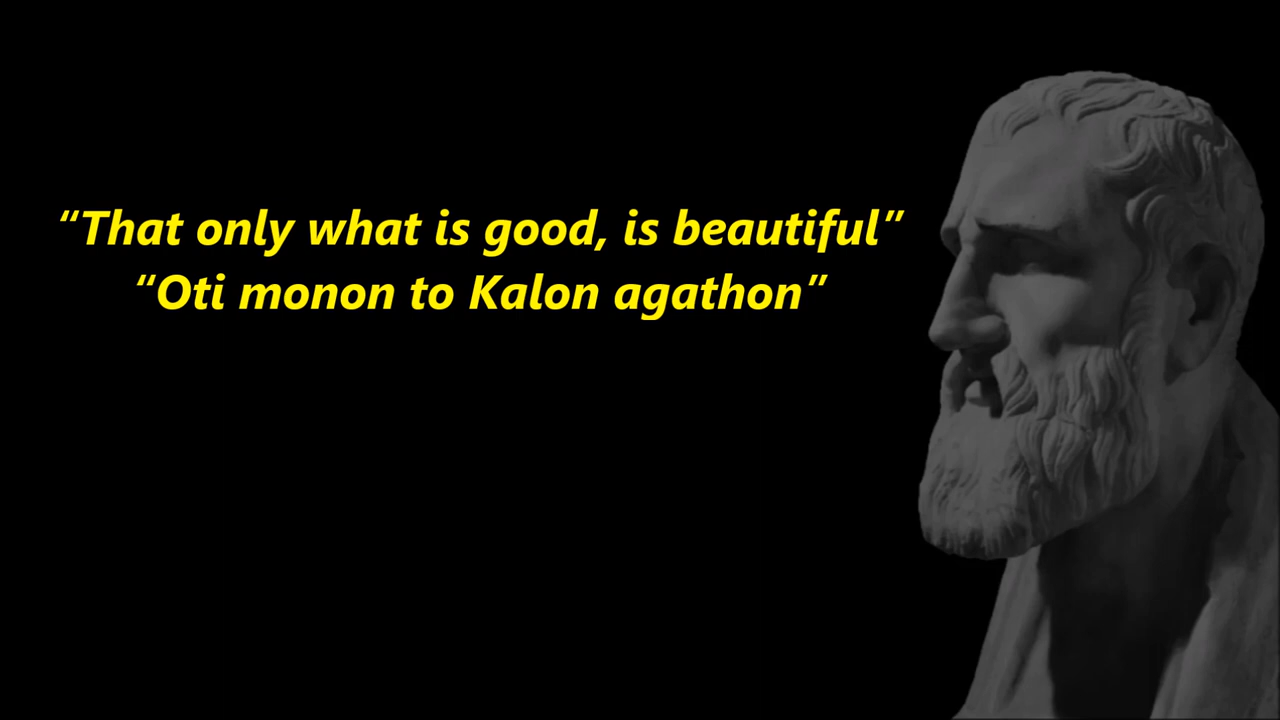 “That only what is good, is beautiful”
“Oti monon to Kalon agathon”